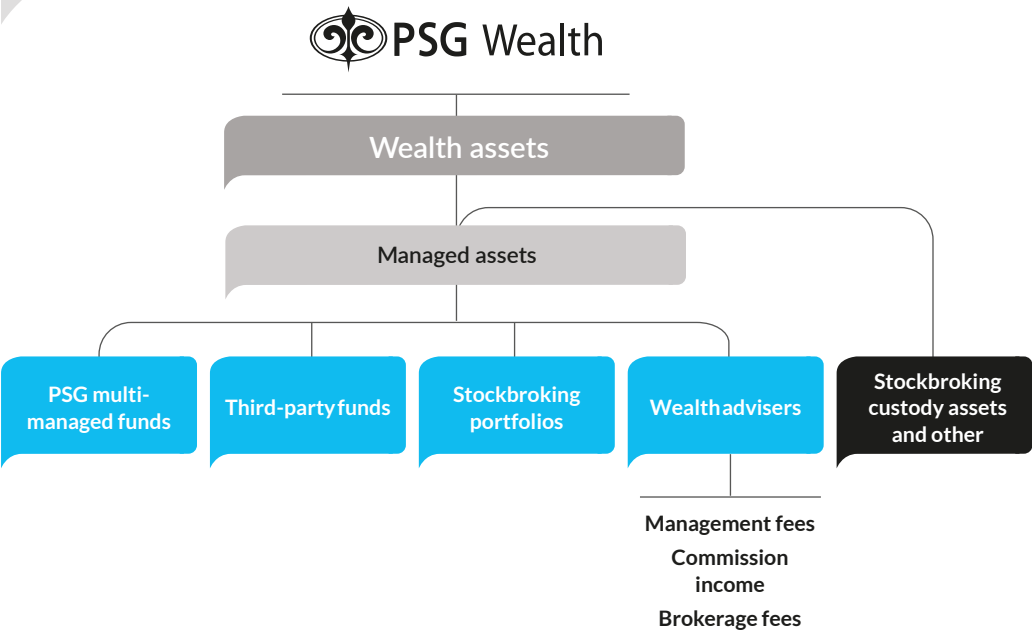 PSG Wealth
Wealth assets
Managed assets
PSG multi-
managed funds
Third-party funds
Stockbroking
portfolios
Wealth advisers
Stockbroking
custody assets
and other
Management fees
Commission
income
Brokerage fees